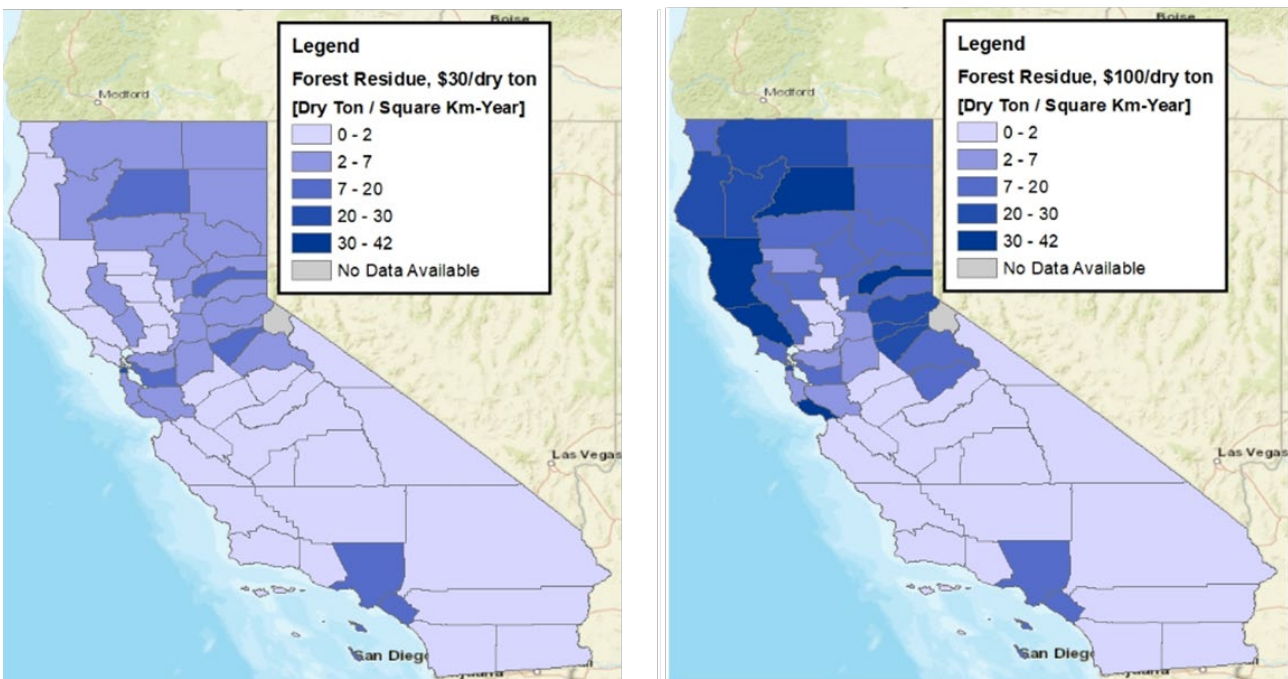 Boise
Legend
Forest Residue, $30/dry ton
[Dry Ton / Square Km-Year]
0 - 2
2 - 7
7 - 20
20 - 30
30 - 42
No Data Available
Medford
Las Vegas
San Dieg
Boise
Legend
Forest Residue, $100/dry ton
[Dry Ton / Square Km-Year]
0 - 2
2 - 7
7 - 20
20 - 30
30 - 42
No Data Available
Medford
Las Vegas
San Dieg